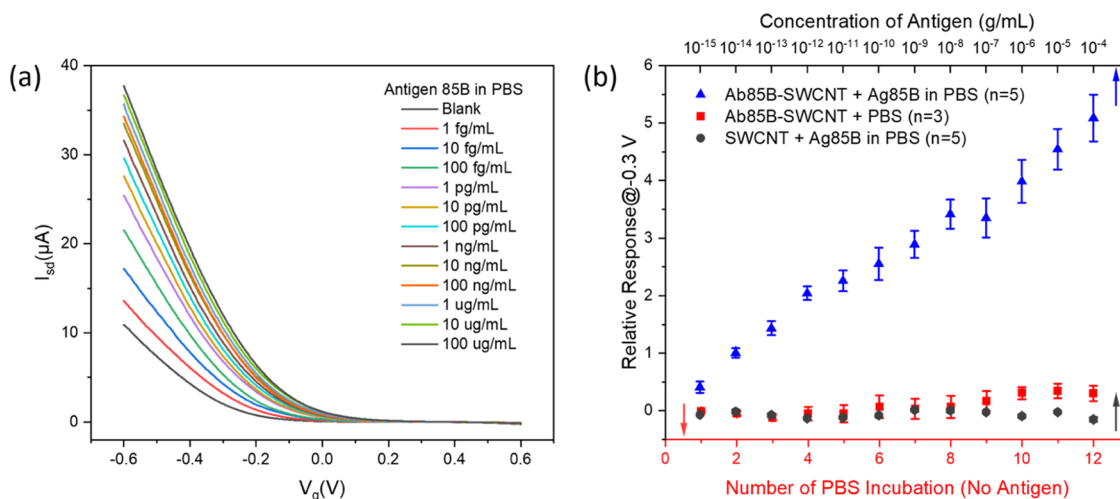 (a)
40
30
20
10
0
I_sd(μA)
-0.6
-0.4
-0.2
0.0
0.2
0.4
0.6
V_g(V)
Antigen 85B in PBS
Blank
1 fg/mL
10 fg/mL
100 fg/mL
1 pg/mL
10 pg/mL
100 pg/mL
1 ng/mL
10 ng/mL
100 ng/mL
1 ug/mL
10 ug/mL
100 ug/mL
(b)
Concentration of Antigen (g/mL)
10⁻¹⁵ 10⁻¹⁴ 10⁻¹³ 10⁻¹² 10⁻¹¹ 10⁻¹⁰ 10⁻⁹ 10⁻⁸ 10⁻⁷ 10⁻⁶ 10⁻⁵ 10⁻⁴
6
5
4
3
2
1
0
Relative Response@-0.3 V
Ab85B-SWCNT + Ag85B in PBS (n=5)
Ab85B-SWCNT + PBS (n=3)
SWCNT + Ag85B in PBS (n=5)
0 2 4 6 8 10 12
Number of PBS Incubation (No Antigen)